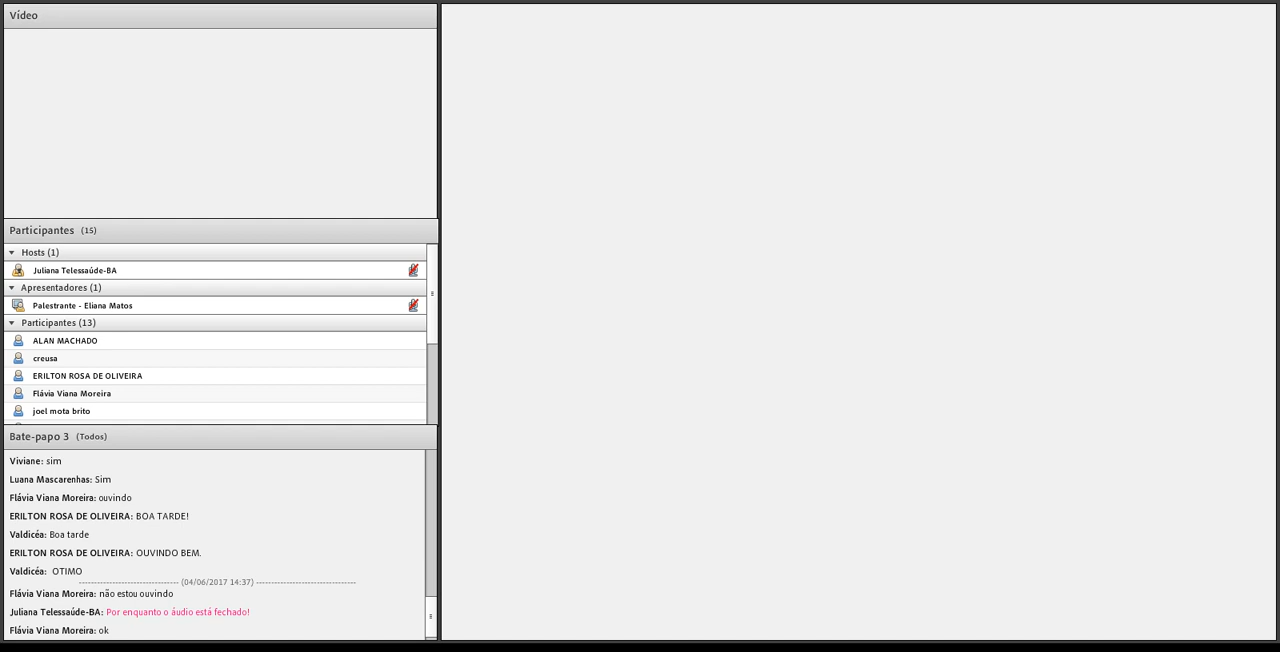 Vídeo
Participantes (15)
Hosts (1)
Juliana Telessaúde-BA
Apresentadores (1)
Palestrante - Eliana Matos
Participantes (13)
ALAN MACHADO
creusa
ERILTON ROSA DE OLIVEIRA
Flávia Viana Moreira
joel mota brito
Bate-papo 3 (Todos)
Viviane: sim
Luana Mascarenhas: Sim
Flávia Viana Moreira: ouvindo
ERILTON ROSA DE OLIVEIRA: BOA TARDE!
Valdicéa: Boa tarde
ERILTON ROSA DE OLIVEIRA: OUVINDO BEM.
Valdicéa: OTIMO
-------------------------------- (04/06/2017 14:37) --------------------------------
Flávia Viana Moreira: não estou ouvindo
Juliana Telessaúde-BA: Por enquanto o áudio está fechado!
Flávia Viana Moreira: ok